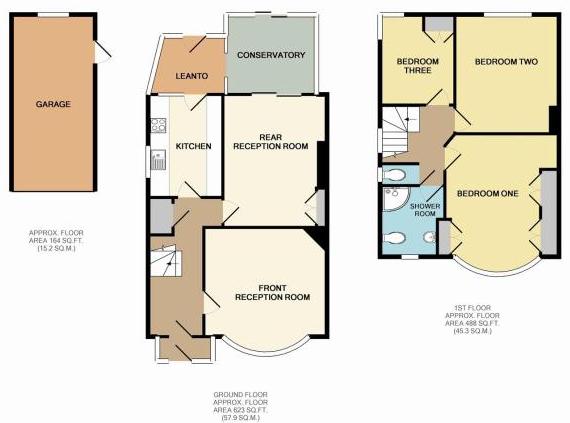 GARAGE
APPROX. FLOOR
AREA 164 SQ.FT.
(15.2 SQ.M.)
LEANTO
CONSERVATORY
KITCHEN
REAR
RECEPTION ROOM
FRONT
RECEPTION ROOM
GROUND FLOOR
APPROX. FLOOR
AREA 623 SQ.FT.
(57.9 SQ.M.)
BEDROOM
THREE
BEDROOM TWO
BEDROOM ONE
SHOWER
ROOM
1ST FLOOR
APPROX. FLOOR
AREA 488 SQ.FT.
(45.3 SQ.M.)